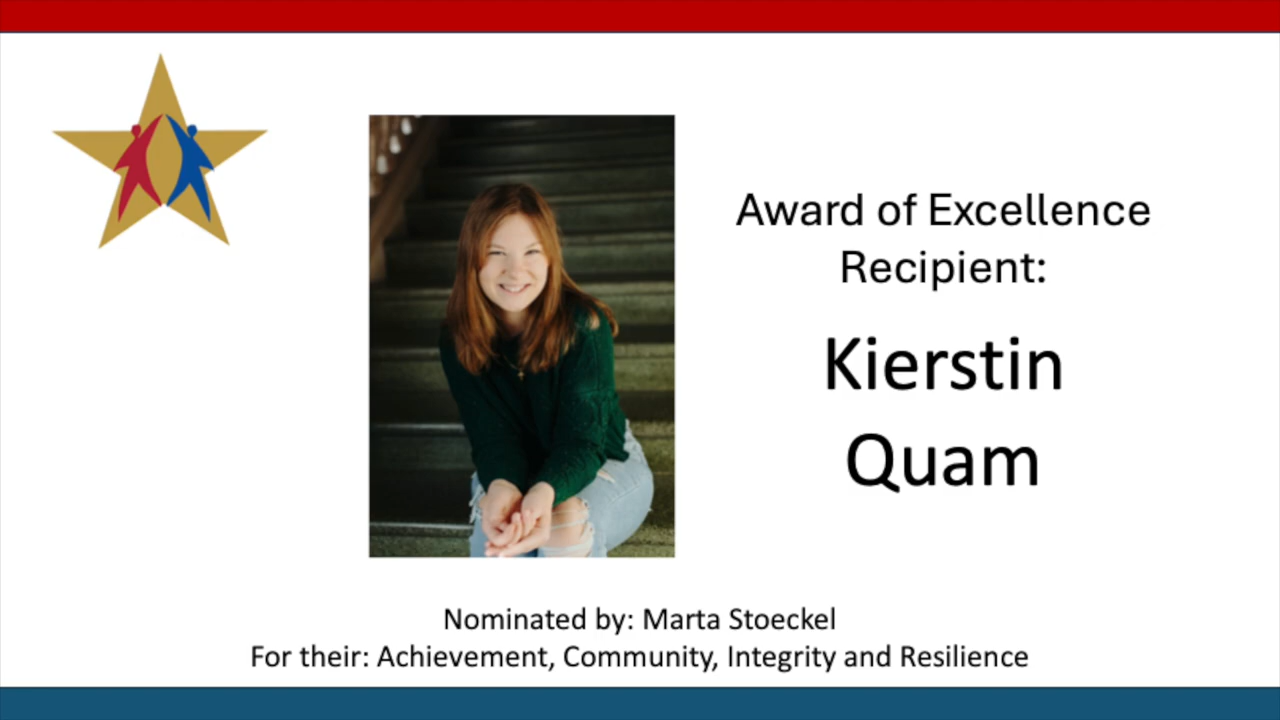 Award of Excellence
Recipient:
Kierstin
Quam
Nominated by: Marta Stoeckel
For their: Achievement, Community, Integrity and Resilience